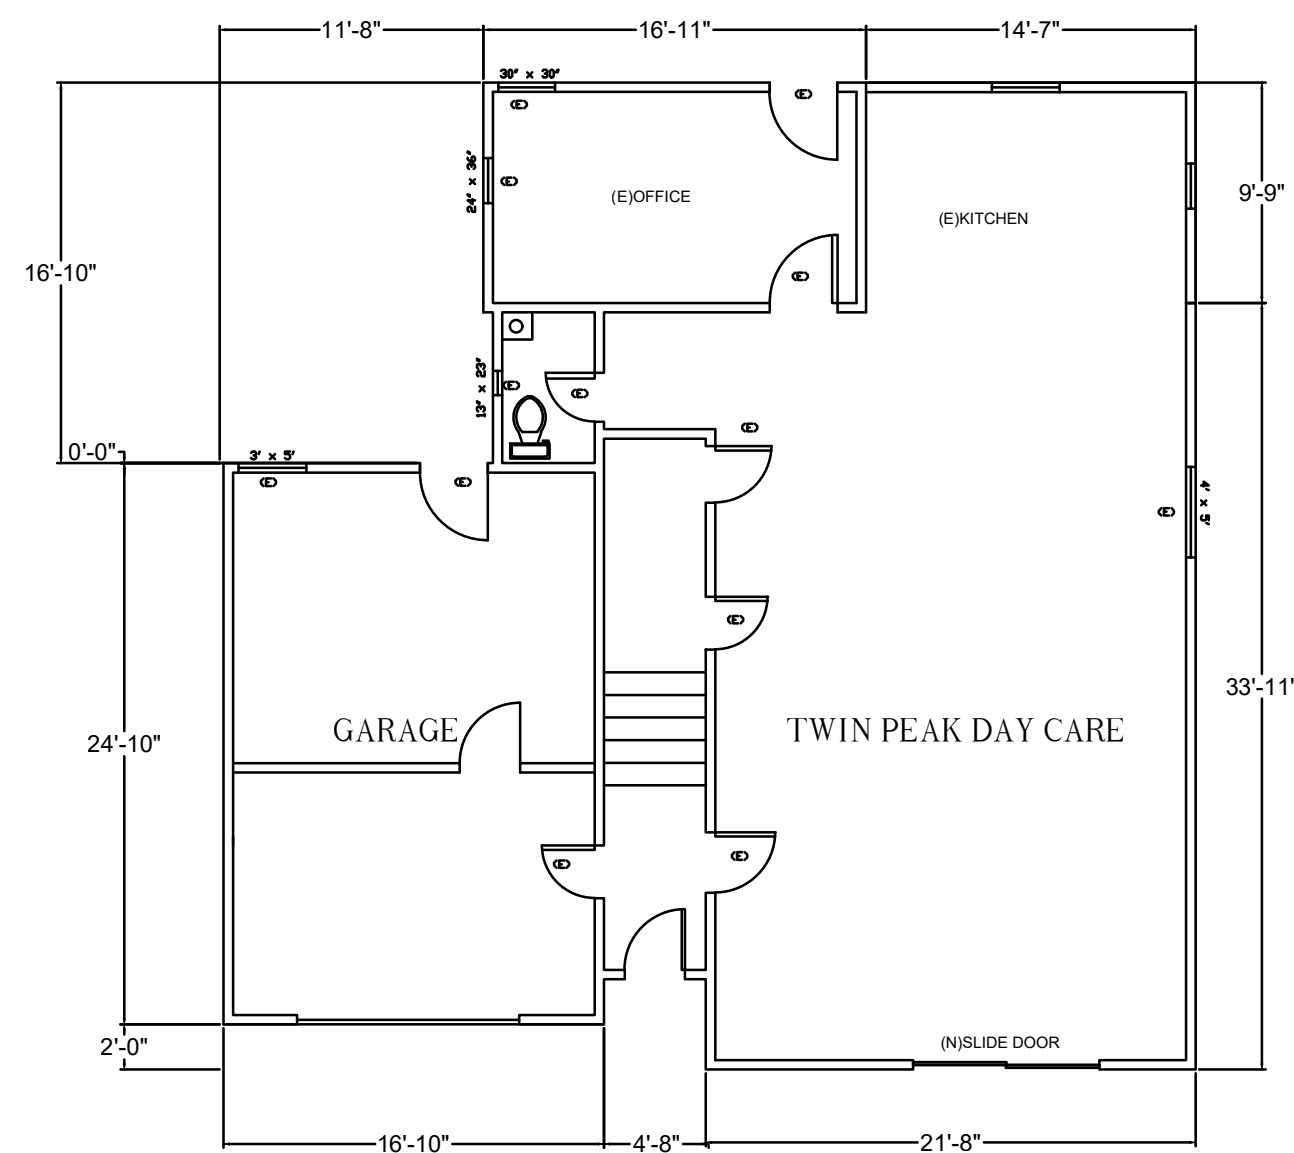 11'-8"
16'-11"
14'-7"
30" x 30"
(E)
(E)
24" x 36"
(E)
(E)OFFICE
(E)KITCHEN
9'-9"
16'-10"
(E)
13" x 23"
(E)
(E)
(E)
0'-0"
3' x 5'
(E)
(E)
(E)
4' x 5'
(E)
33'-11'
24'-10"
GARAGE
TWIN PEAK DAY CARE
(E)
(E)
2'-0"
(N)SLIDE DOOR
16'-10"
4'-8"
21'-8"